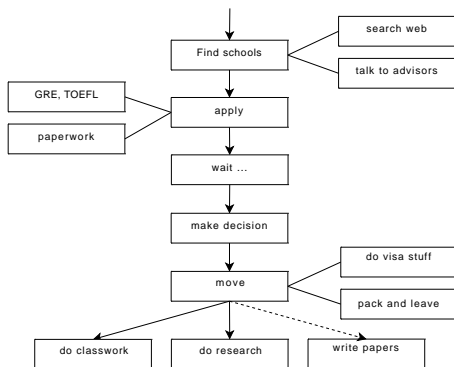 search web
Find schools
talk to advisors
GRE, TOEFL
apply
paperwork
wait ...
make decision
do visa stuff
move
pack and leave
do classwork
do research
write papers